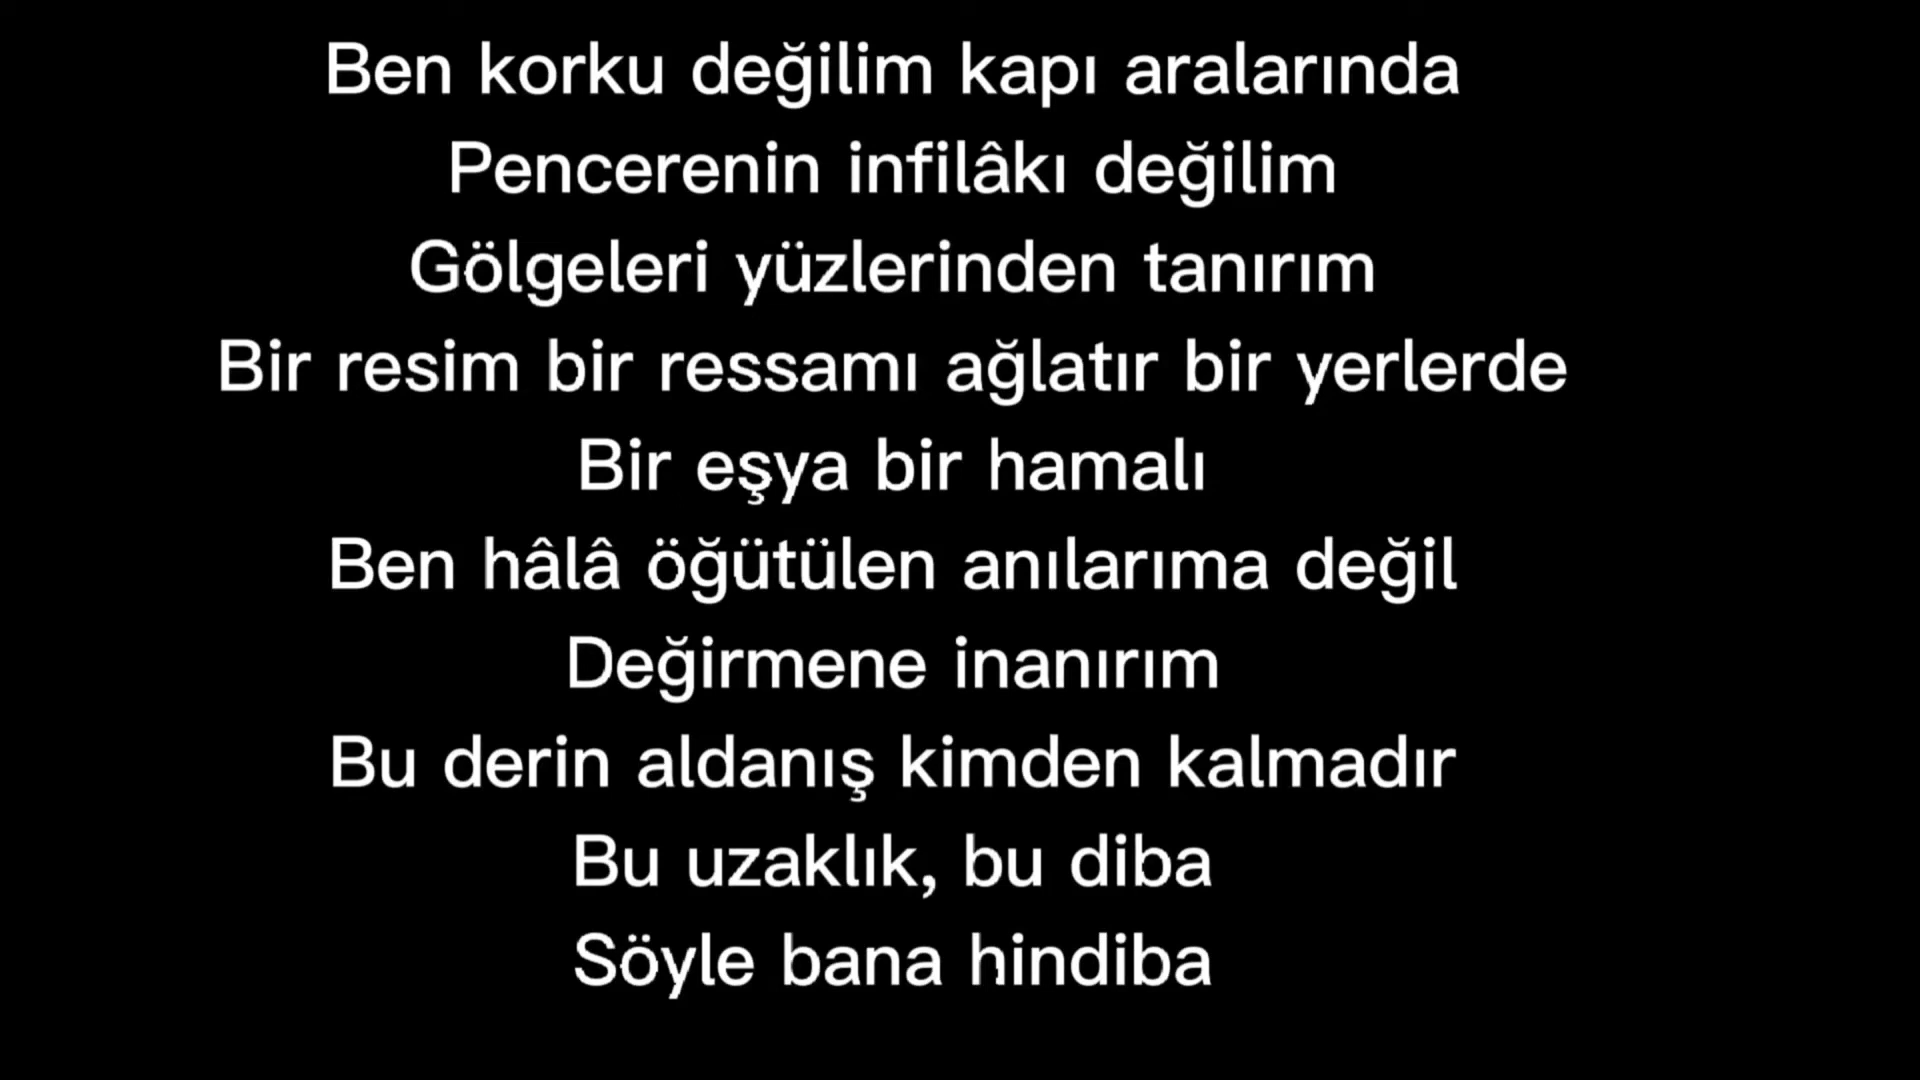 Ben korku değilim kapı aralarında
Pencerenin infilâkı değilim
Gölgeleri yüzlerinden tanırım
Bir resim bir ressamı ağlatır bir yerlerde
Bir eşya bir hamalı
Ben hâlâ öğütülen anılarıma değil
Değirmene inanırım
Bu derin aldanış kimden kalmadır
Bu uzaklık, bu diba
Söyle bana hindiba